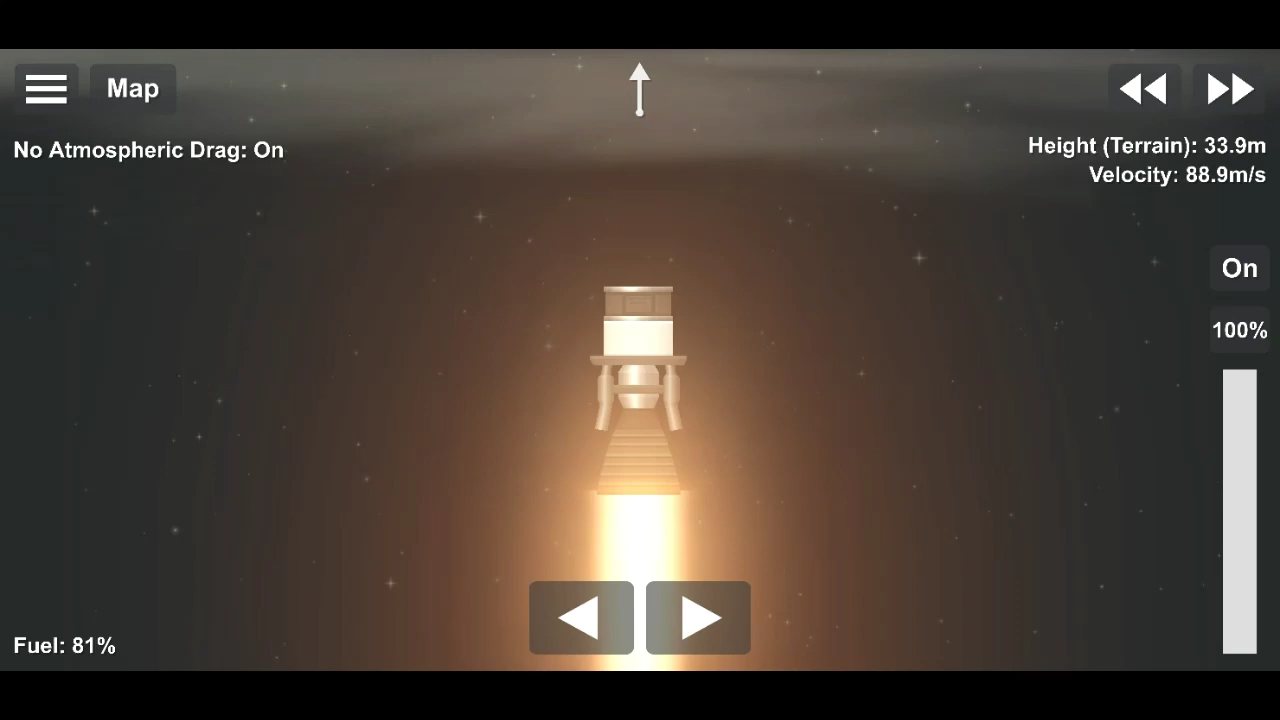 Map
No Atmospheric Drag: On
Height (Terrain): 33.9m
Velocity: 88.9m/s
On
100%
Fuel: 81%